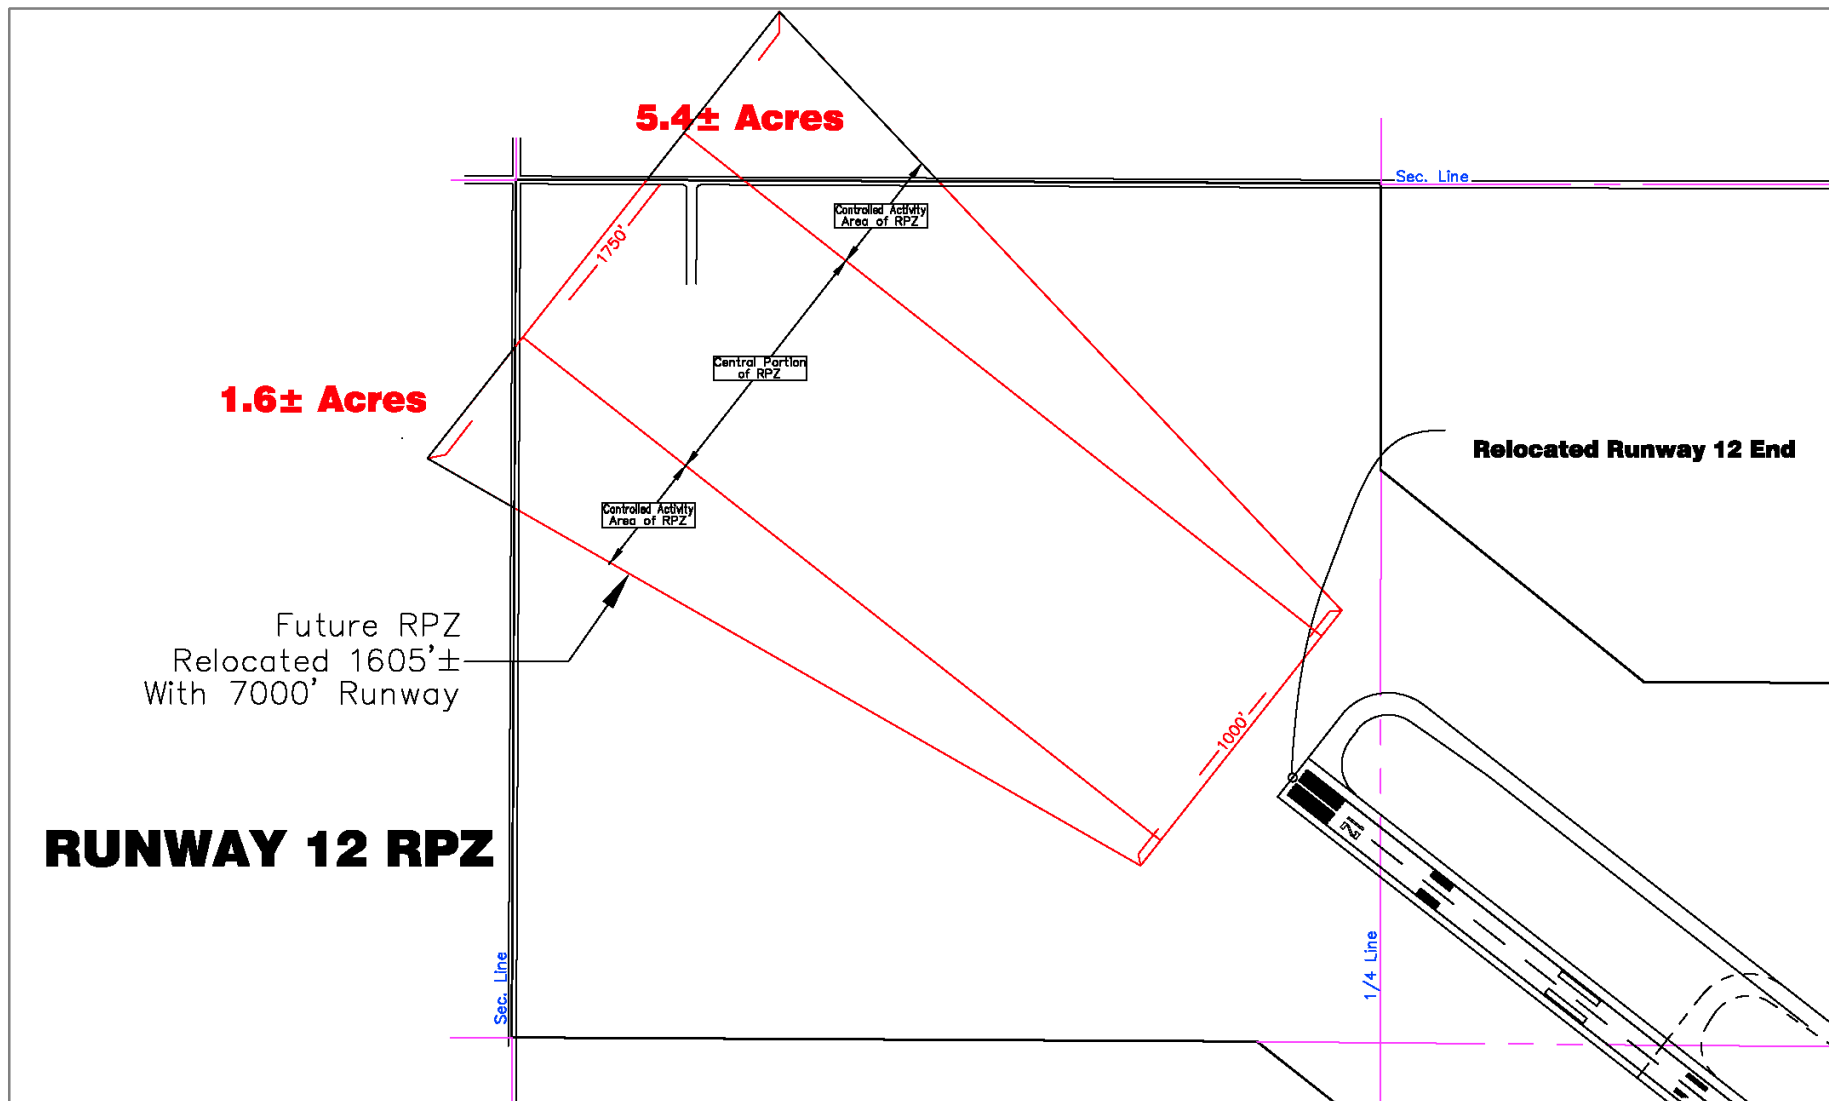 5.4± Acres
Sec. Line
Controlled Activity
Area of RPZ
1750'
Central Portion
of RPZ
1.6± Acres
Relocated Runway 12 End
Controlled Activity
Area of RPZ
Future RPZ
Relocated 1605'±
With 7000' Runway
1000'
12
RUNWAY 12 RPZ
Sec. Line
1/4 Line